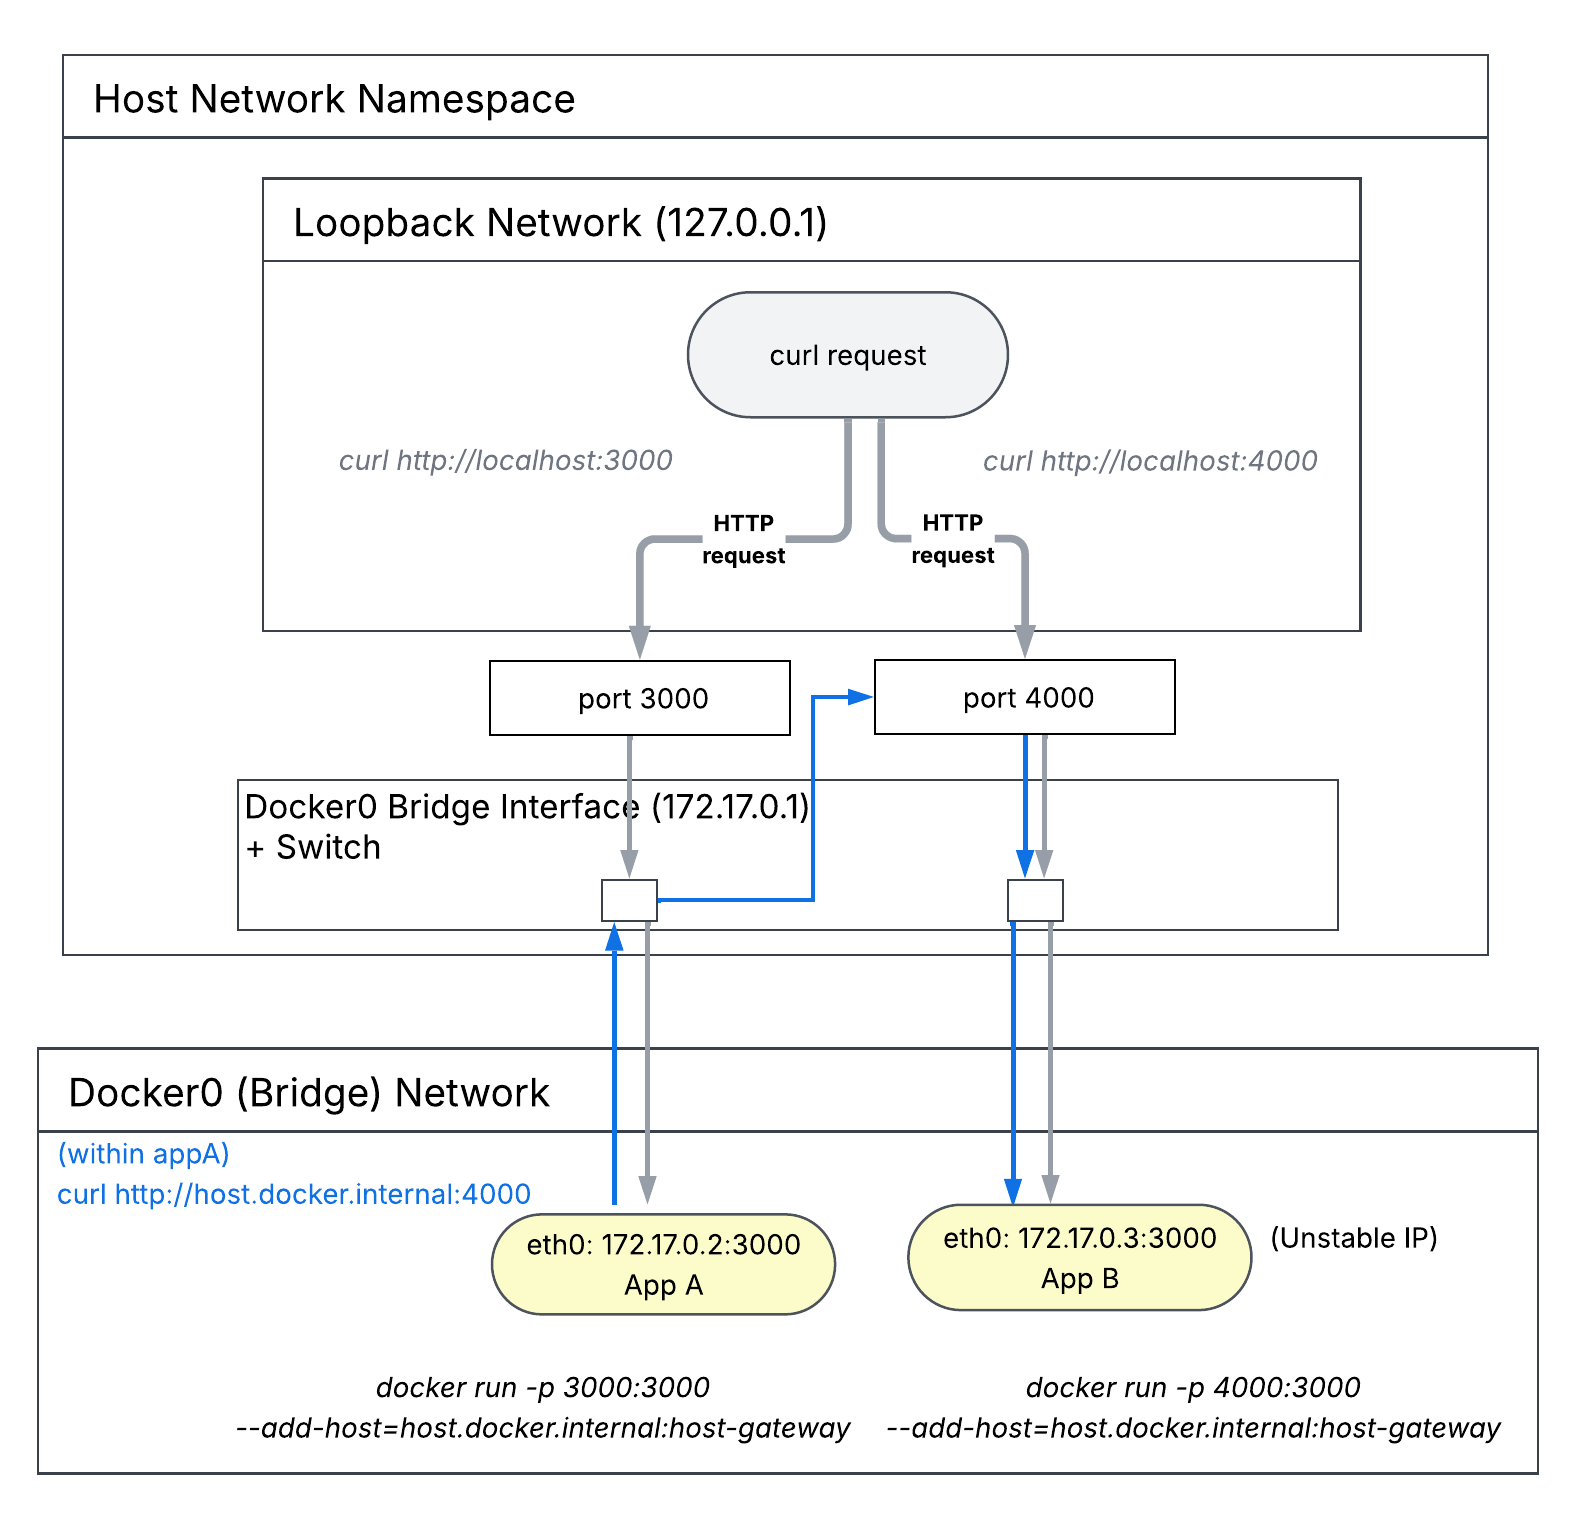 Host Network Namespace
Loopback Network (127.0.0.1)
curl request
curl http://localhost:3000
curl http://localhost:4000
HTTP
request
HTTP
request
port 3000
port 4000
Docker0 Bridge Interface (172.17.0.1)
+ Switch
Docker0 (Bridge) Network
(within appA)
curl http://host.docker.internal:4000
eth0: 172.17.0.2:3000
App A
eth0: 172.17.0.3:3000
App B
(Unstable IP)
docker run -p 3000:3000
--add-host=host.docker.internal:host-gateway
docker run -p 4000:3000
--add-host=host.docker.internal:host-gateway